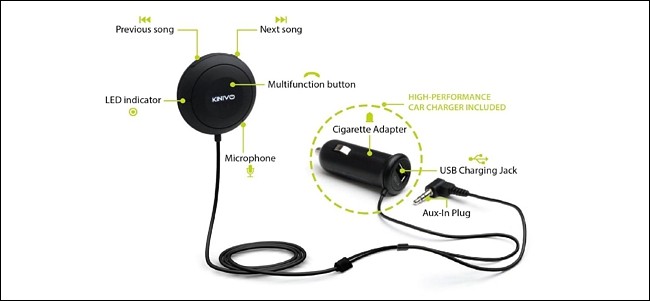 Previous song
Next song
Multifunction button
KINIVO
LED indicator
Microphone
HIGH-PERFORMANCE
CAR CHARGER INCLUDED
Cigarette Adapter
USB Charging Jack
Aux-In Plug